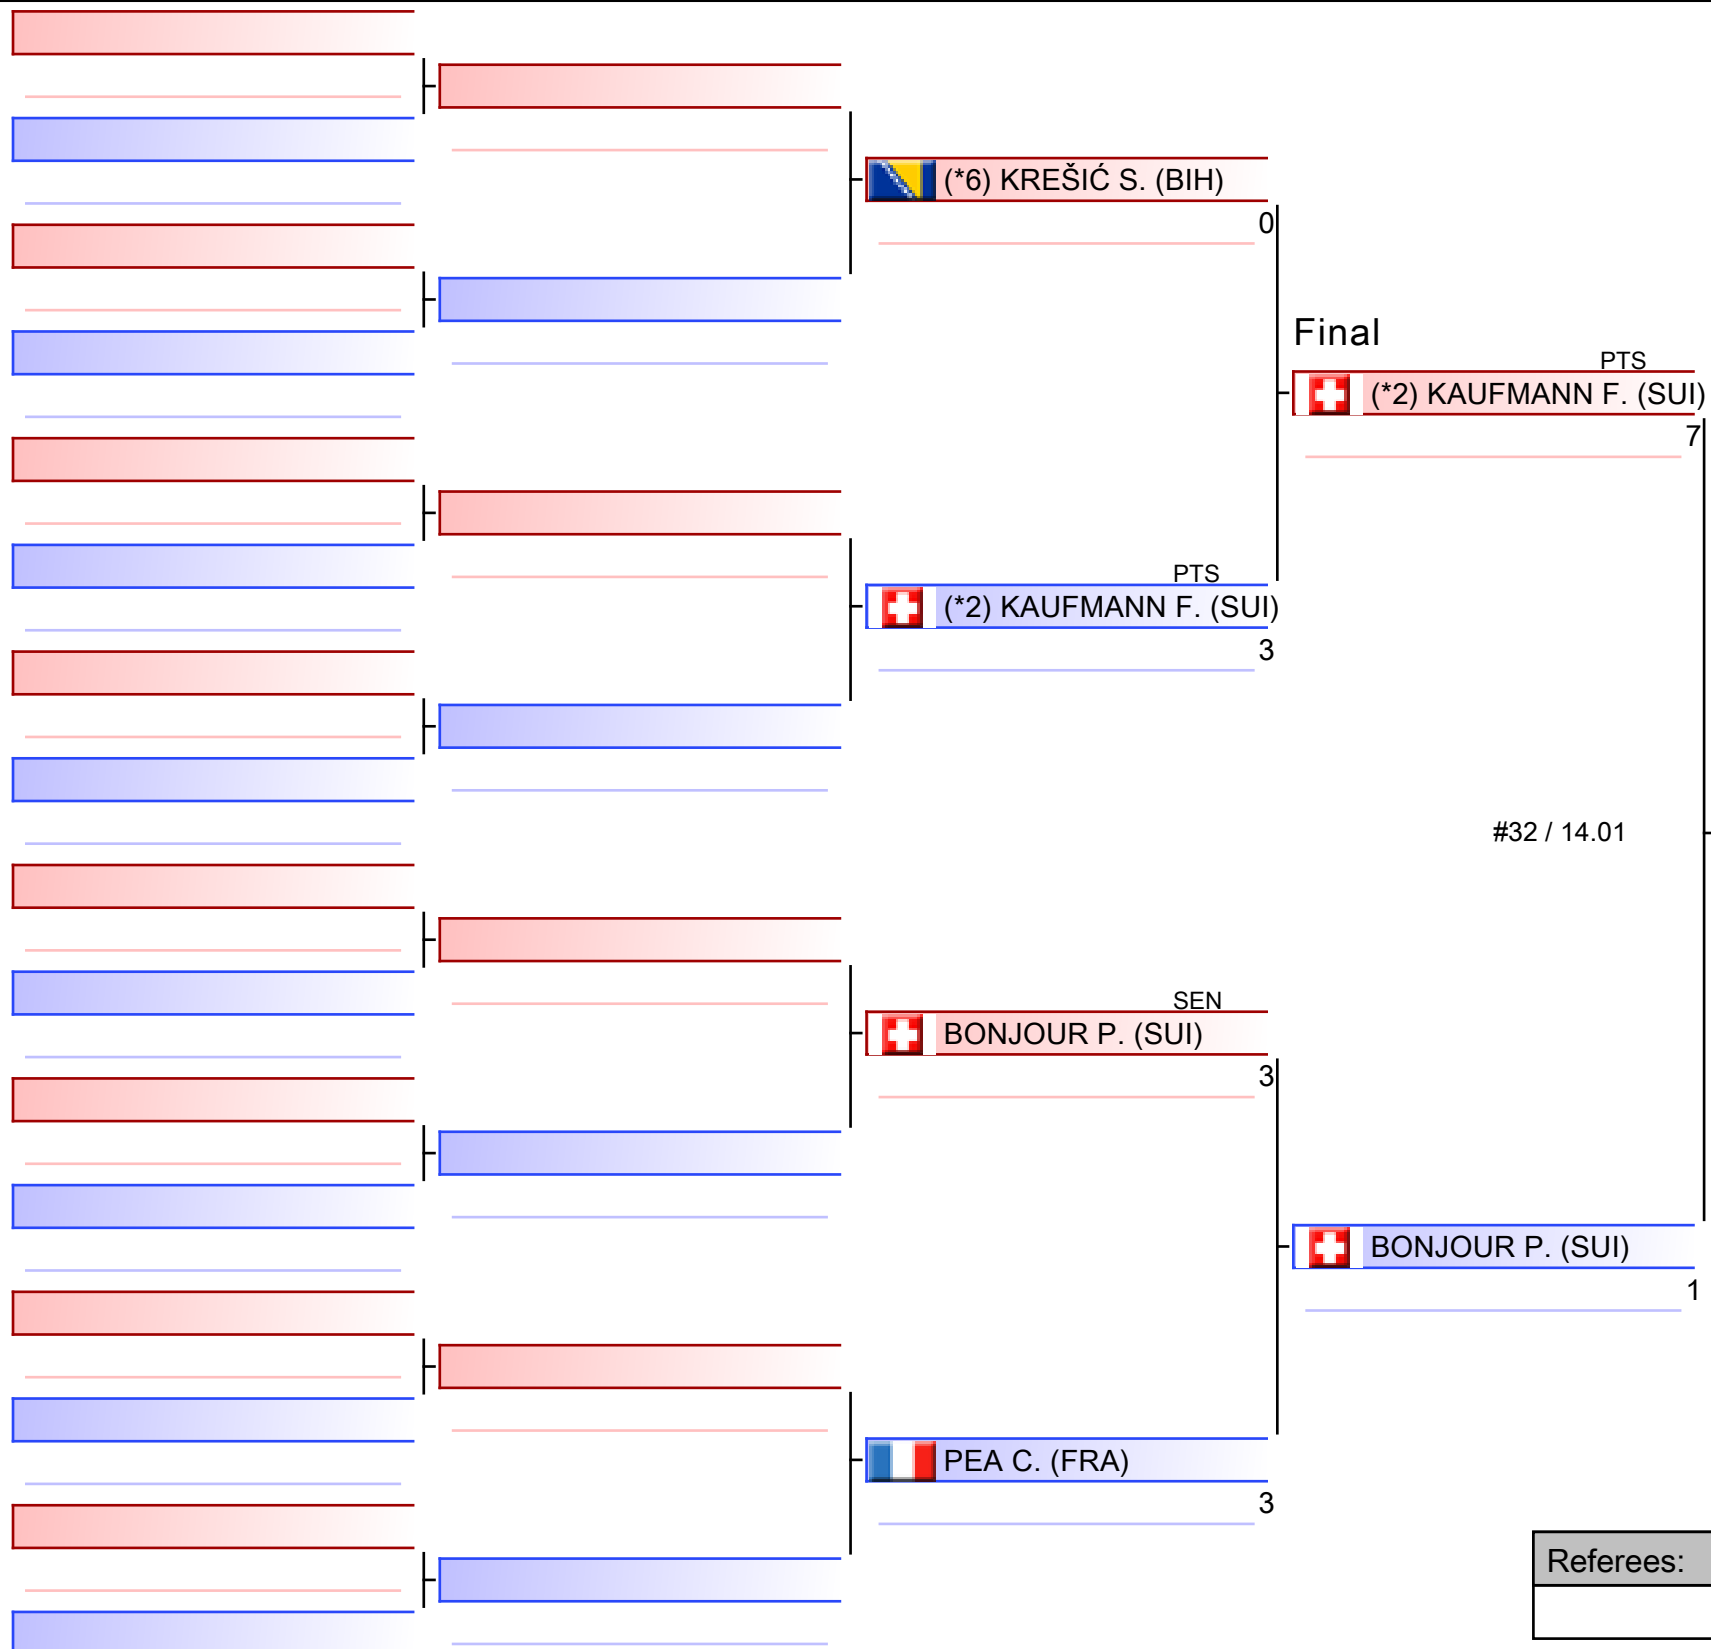 (*6) KREŠIĆ S. (BIH)
0
Final
PTS
(*2) KAUFMANN F. (SUI)
7
PTS
(*2) KAUFMANN F. (SUI)
3
#32 / 14.01
SEN
BONJOUR P. (SUI)
3
BONJOUR P. (SUI)
1
PEA C. (FRA)
3
Referees: